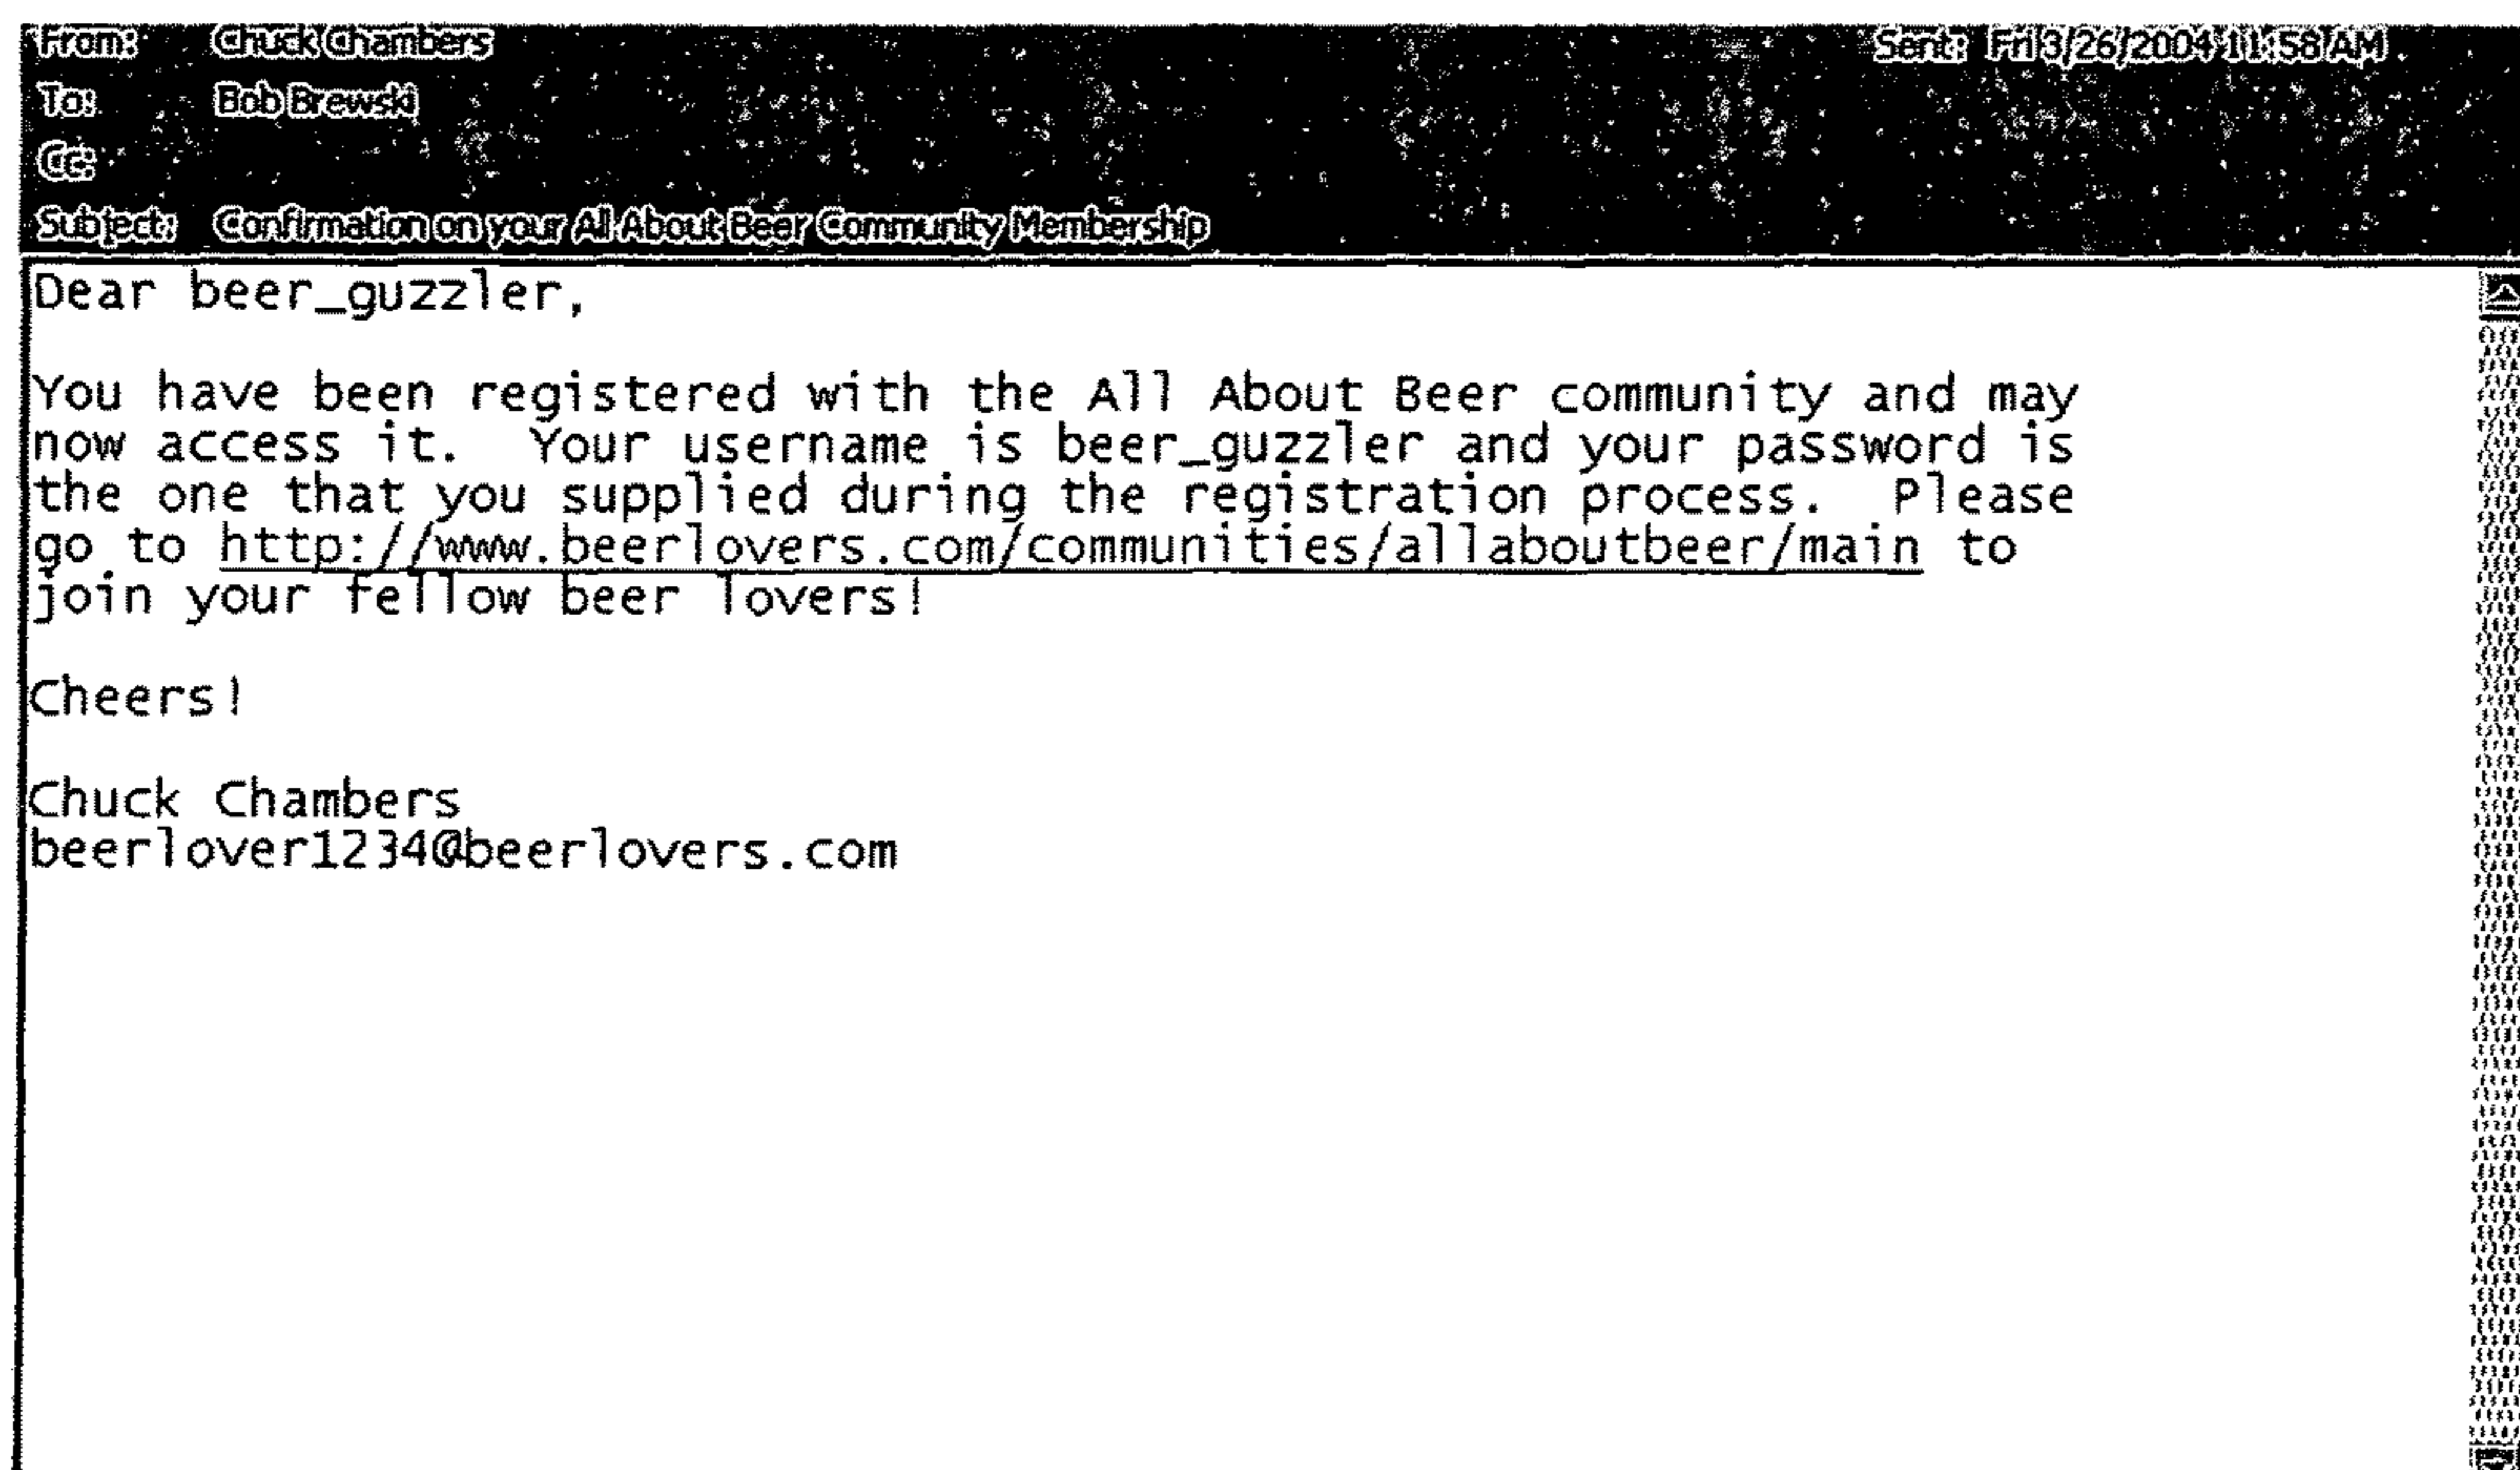 From: Chuck Chambers Sent: Fri 3/26/2004 11:58 AM
To: Bob Brewski
Cc:
Subject: Confirmation on your All About Beer Community Membership
Dear beer_guzzler,
You have been registered with the All About Beer community and may
now access it.  Your username is beer_guzzler and your password is
the one that you supplied during the registration process.  Please
go to http://www.beerlovers.com/communities/allaboutbeer/main to
join your fellow beer lovers!
Cheers!
Chuck Chambers
beerlover1234@beerlovers.com